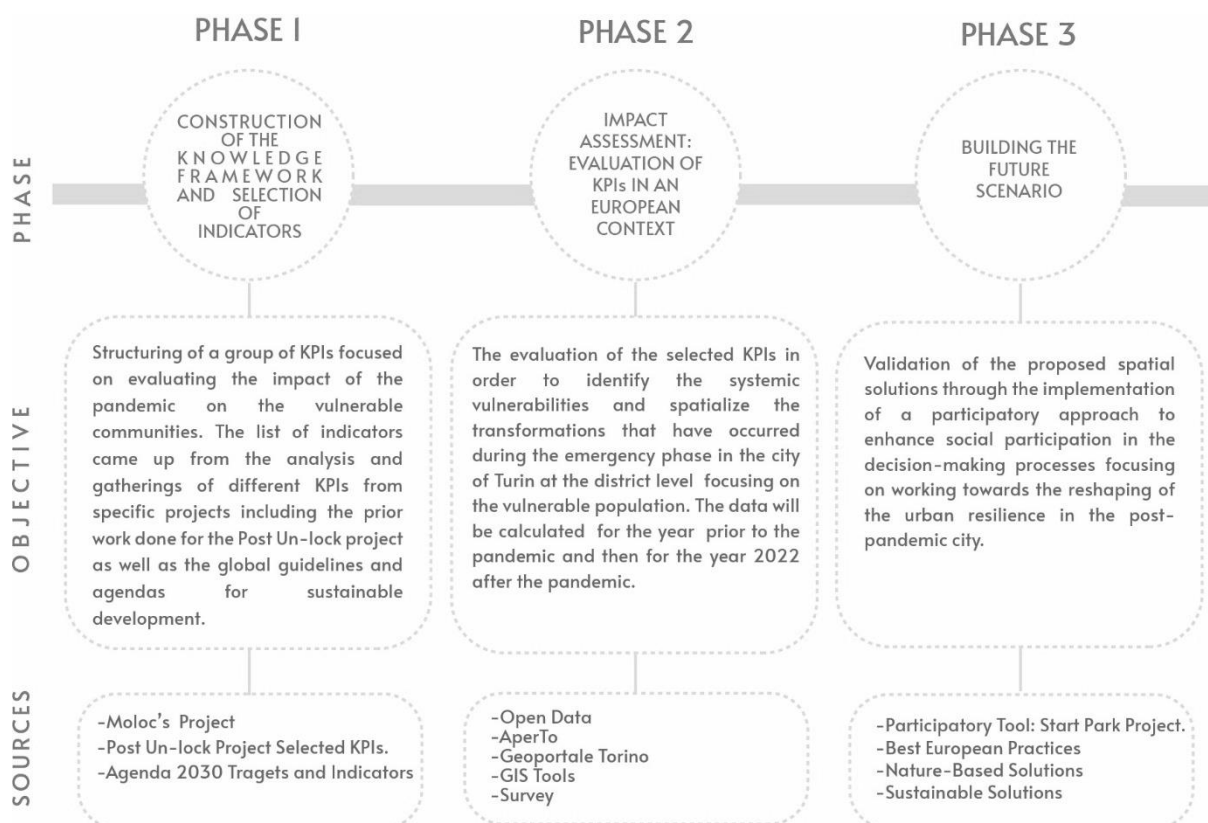 PHASE 1
PHASE 2
PHASE 3
PHASE
CONSTRUCTION
OF THE
KNOWLEDGE
FRAMEWORK
AND SELECTION
OF
INDICATORS
IMPACT
ASSESSMENT:
EVALUATION OF
KPIs IN AN
EUROPEAN
CONTEXT
BUILDING THE
FUTURE
SCENARIO
OBJECTIVE
Structuring of a group of KPIs focused
on evaluating the impact of the
pandemic on the vulnerable
communities. The list of indicators
came up from the analysis and
gatherings of different KPIs from
specific projects including the prior
work done for the Post Un-lock project
as well as the global guidelines and
agendas for sustainable
development.
The evaluation of the selected KPIs in
order to identify the systemic
vulnerabilities and spatialize the
transformations that have occurred
during the emergency phase in the city
of Turin at the district level focusing on
the vulnerable population. The data will
be calculated for the year prior to
the pandemic and then for the year 2022
after the pandemic.
Validation of the proposed spatial
solutions through the implementation
of a participatory approach to
enhance social participation in the
decision-making processes focusing
on working towards the reshaping of
the urban resilience in the post-
pandemic city.
SOURCES
-Moloc's Project
-Post Un-lock Project Selected KPIs.
-Agenda 2030 Tragets and Indicators
-Open Data
-AperTo
-Geoportale Torino
-GIS Tools
-Survey
-Participatory Tool: Start Park Project.
-Best European Practices
-Nature-Based Solutions
-Sustainable Solutions